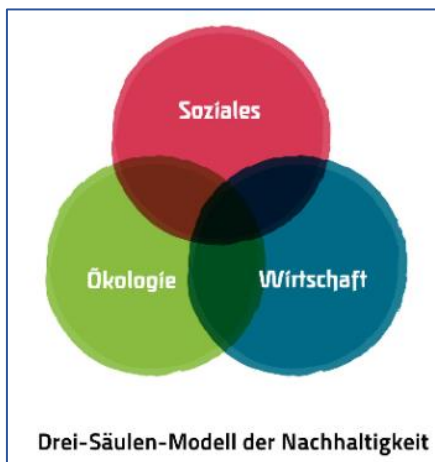 Soziales
Ökologie Wirtschaft
Drei-Säulen-Modell der Nachhaltigkeit